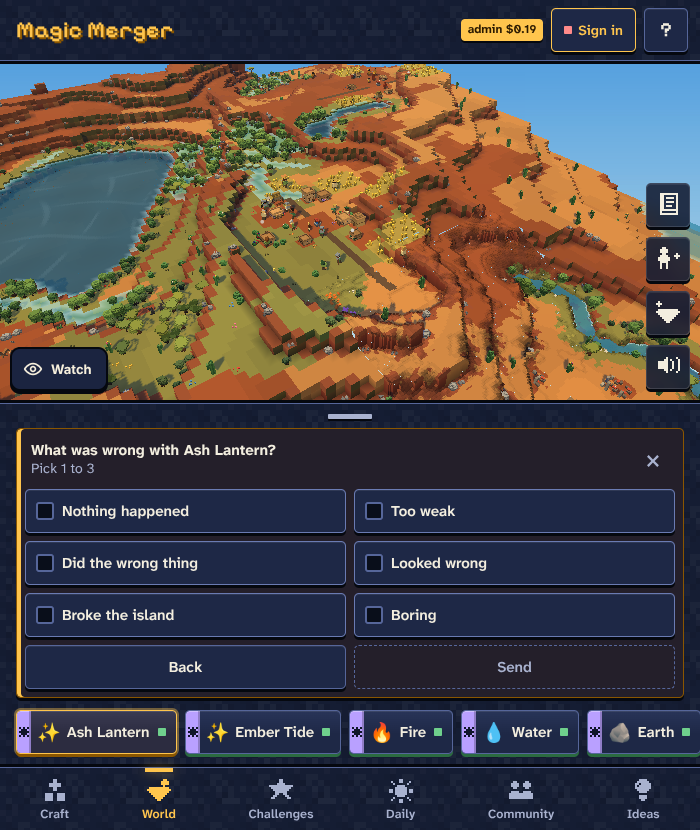 Magic Merger
admin $0.19
Sign in
?
Watch
What was wrong with Ash Lantern?
Pick 1 to 3
Nothing happened
Too weak
Did the wrong thing
Looked wrong
Broke the island
Boring
Back
Send
Ash Lantern
Ember Tide
Fire
Water
Earth
Craft
World
Challenges
Daily
Community
Ideas